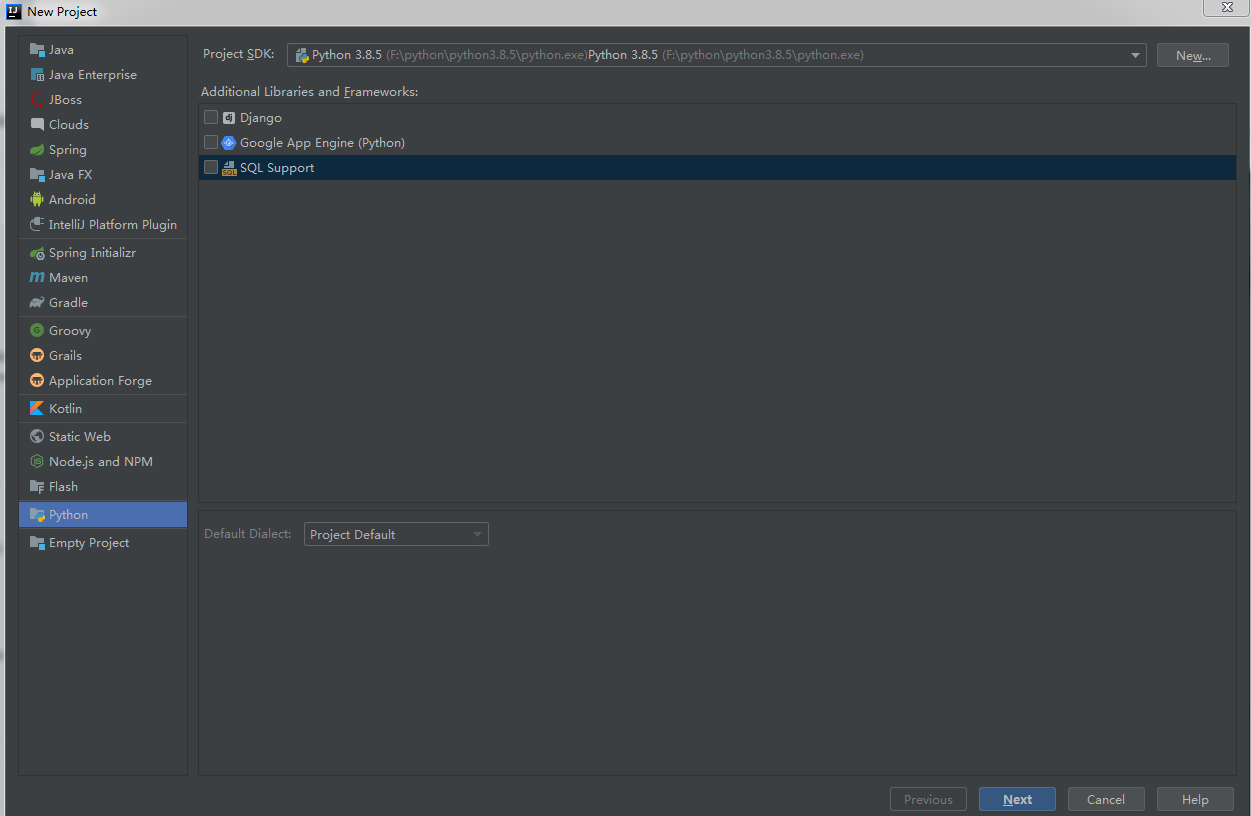 New Project
Java
Java Enterprise
JBoss
Clouds
Spring
Java FX
Android
IntelliJ Platform Plugin
Spring Initializr
Maven
Gradle
Groovy
Grails
Application Forge
Kotlin
Static Web
Node.js and NPM
Flash
Python
Empty Project
Project SDK: Python 3.8.5 (F:\python\python3.8.5\python.exe)Python 3.8.5 (F:\python\python3.8.5\python.exe) New...
Additional Libraries and Frameworks:
Django
Google App Engine (Python)
SQL Support
Default Dialect: Project Default
Previous Next Cancel Help